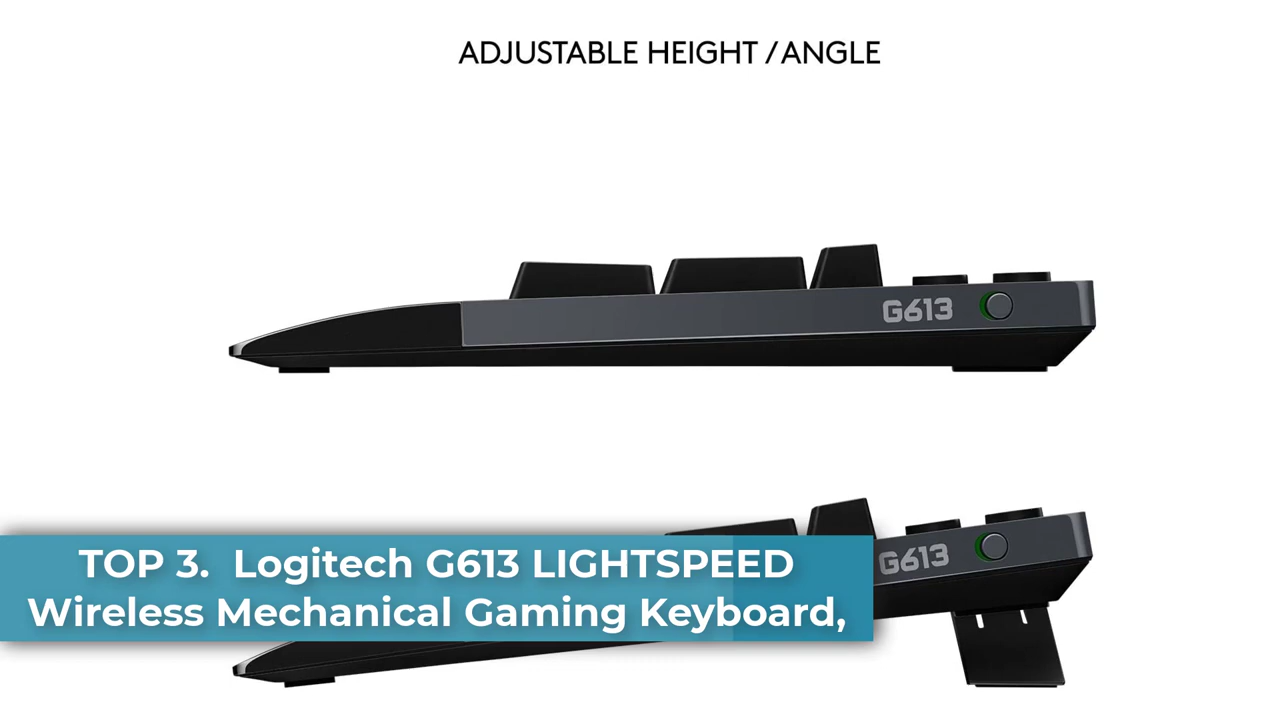 ADJUSTABLE HEIGHT / ANGLE
G613
G613
TOP 3. Logitech G613 LIGHTSPEED
Wireless Mechanical Gaming Keyboard,